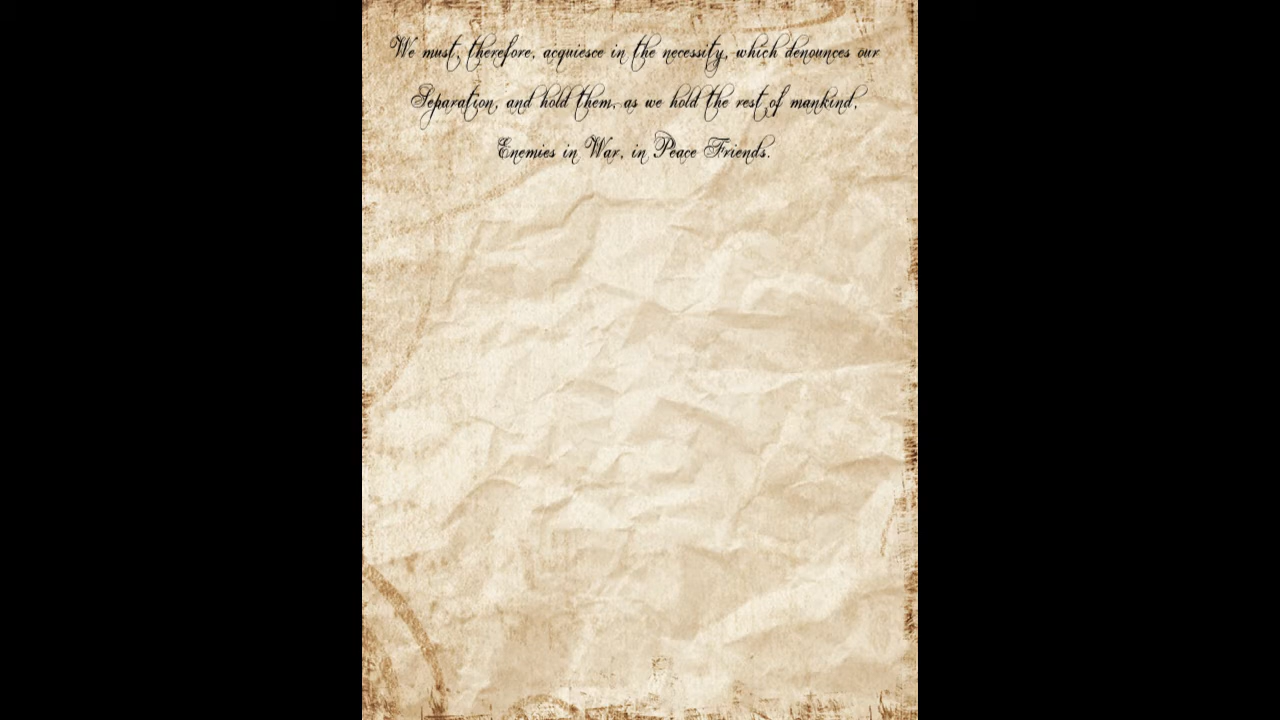 We must, therefore, acquiesce in the necessity, which denounces our
Separation, and hold them, as we hold the rest of mankind,
Enemies in War, in Peace Friends.